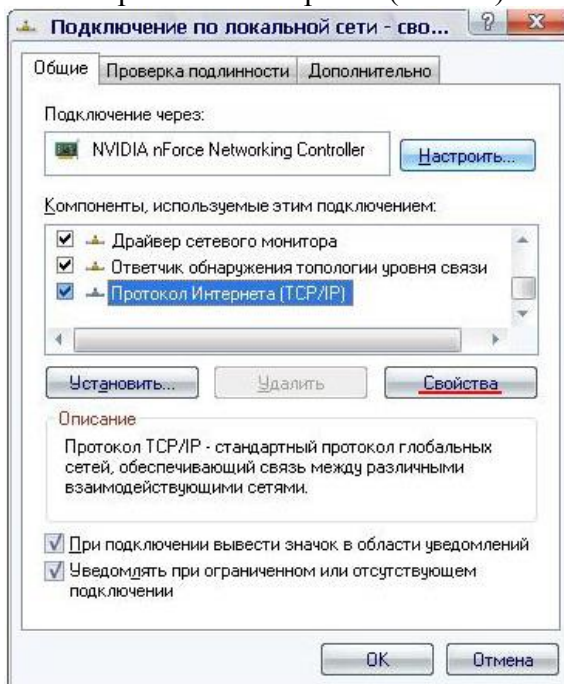 Подключение по локальной сети - сво...
Общие Проверка подлинности Дополнительно
Подключение через:
NVIDIA nForce Networking Controller Настроить...
Компоненты, используемые этим подключением:
Драйвер сетевого монитора
Ответчик обнаружения топологии уровня связи
Протокол Интернета (TCP/IP)
Установить... Удалить Свойства
Описание
Протокол TCP/IP - стандартный протокол глобальных
сетей, обеспечивающий связь между различными
взаимодействующими сетями.
При подключении вывести значок в области уведомлений
Уведомлять при ограниченном или отсутствующем
подключении
OK Отмена